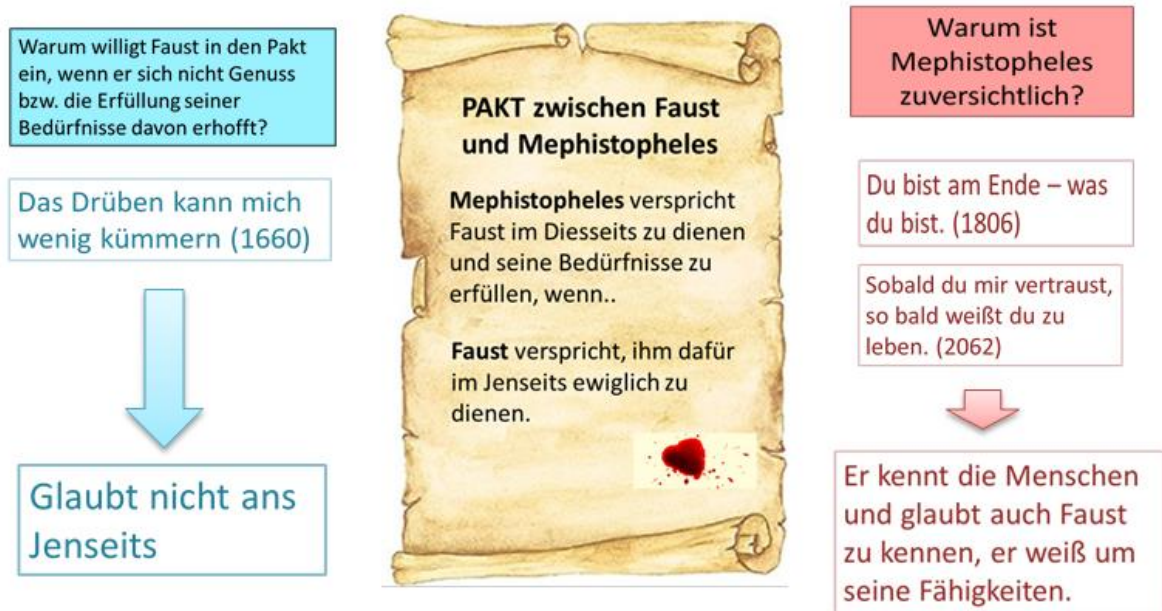 Warum willigt Faust in den Pakt
ein, wenn er sich nicht Genuss
bzw. die Erfüllung seiner
Bedürfnisse davon erhofft?
Das Drüben kann mich
wenig kümmern (1660)
Glaubt nicht ans
Jenseits
PAKT zwischen Faust
und Mephistopheles
Mephistopheles verspricht
Faust im Diesseits zu dienen
und seine Bedürfnisse zu
erfüllen, wenn..
Faust verspricht, ihm dafür
im Jenseits ewiglich zu
dienen.
Warum ist
Mephistopheles
zuversichtlich?
Du bist am Ende – was
du bist. (1806)
Sobald du mir vertraust,
so bald weißt du zu
leben. (2062)
Er kennt die Menschen
und glaubt auch Faust
zu kennen, er weiß um
seine Fähigkeiten.